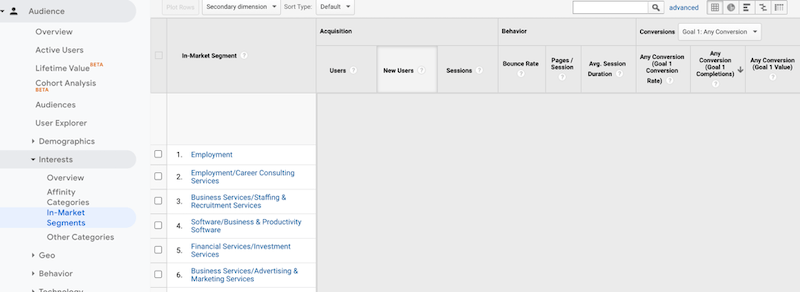 Audience
Overview
Active Users
Lifetime Value BETA
Cohort Analysis
BETA
Audiences
User Explorer
Demographics
Interests
Overview
Affinity
Categories
In-Market
Segments
Other Categories
Geo
Behavior
Technology
Plot Rows Secondary dimension Sort Type: Default advanced
In-Market Segment ?
Acquisition Behavior Conversions Goal 1: Any Conversion
Users ? New Users ? Sessions ?
Bounce Rate ?
Pages / Session ?
Avg. Session Duration ?
Any Conversion (Goal 1 Conversion Rate) ?
Any Conversion (Goal 1 Completions) ?
Any Conversion (Goal 1 Value) ?
1. Employment
2. Employment/Career Consulting
Services
3. Business Services/Staffing &
Recruitment Services
4. Software/Business & Productivity
Software
5. Financial Services/Investment
Services
6. Business Services/Advertising &
Marketing Services